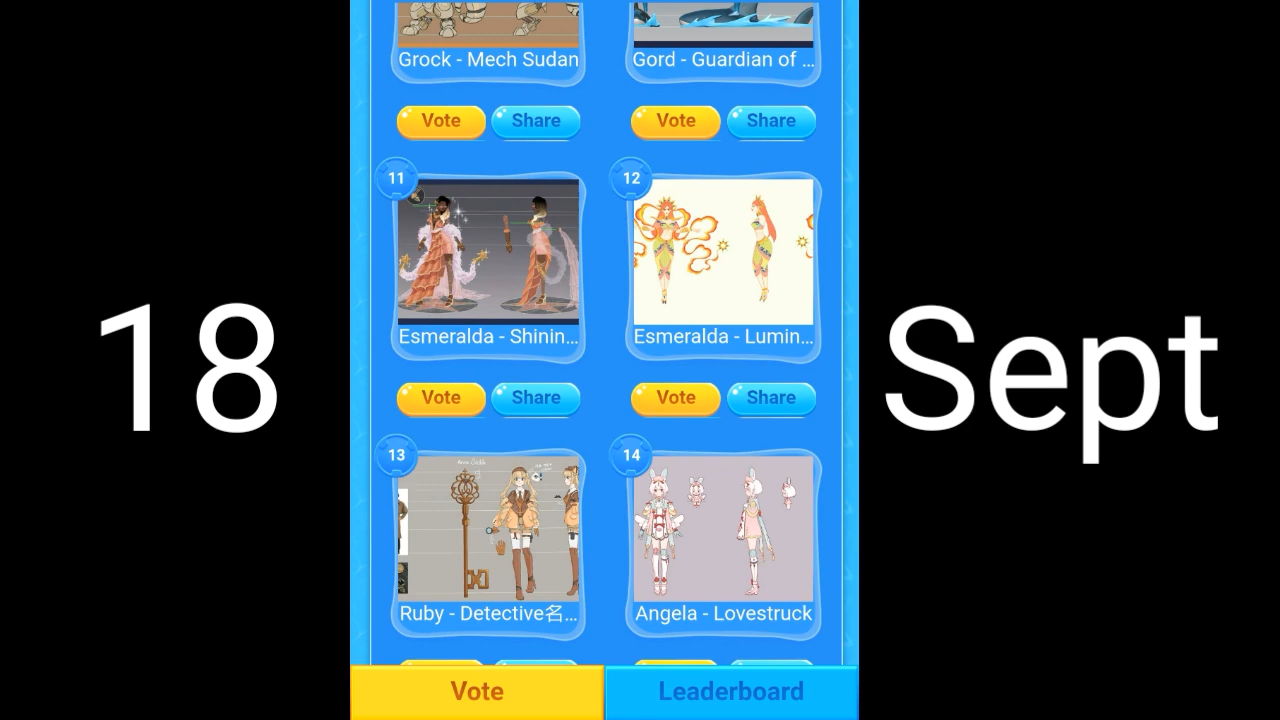 Grock - Mech Sudan
Gord - Guardian of ...
Vote
Share
Vote
Share
11
12
Esmeralda - Shinin...
Esmeralda - Lumin...
Vote
Share
Vote
Share
13
14
Ruby - Detective名...
Angela - Lovestruck
Vote
Leaderboard
18
Sept